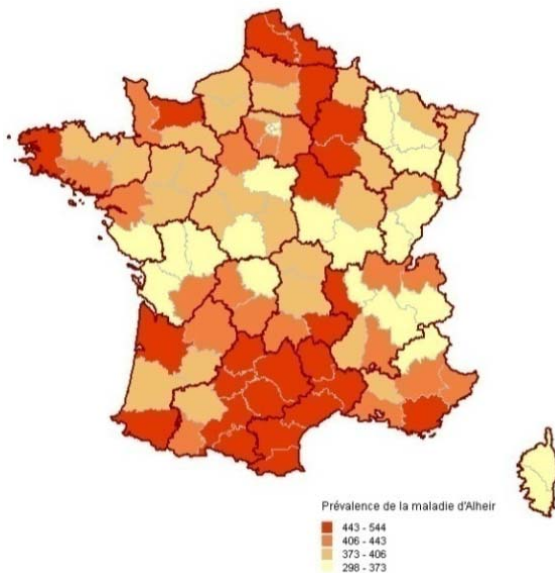 Prévalence de la maladie d'Alheir
443 - 544
406 - 443
373 - 406
298 - 373